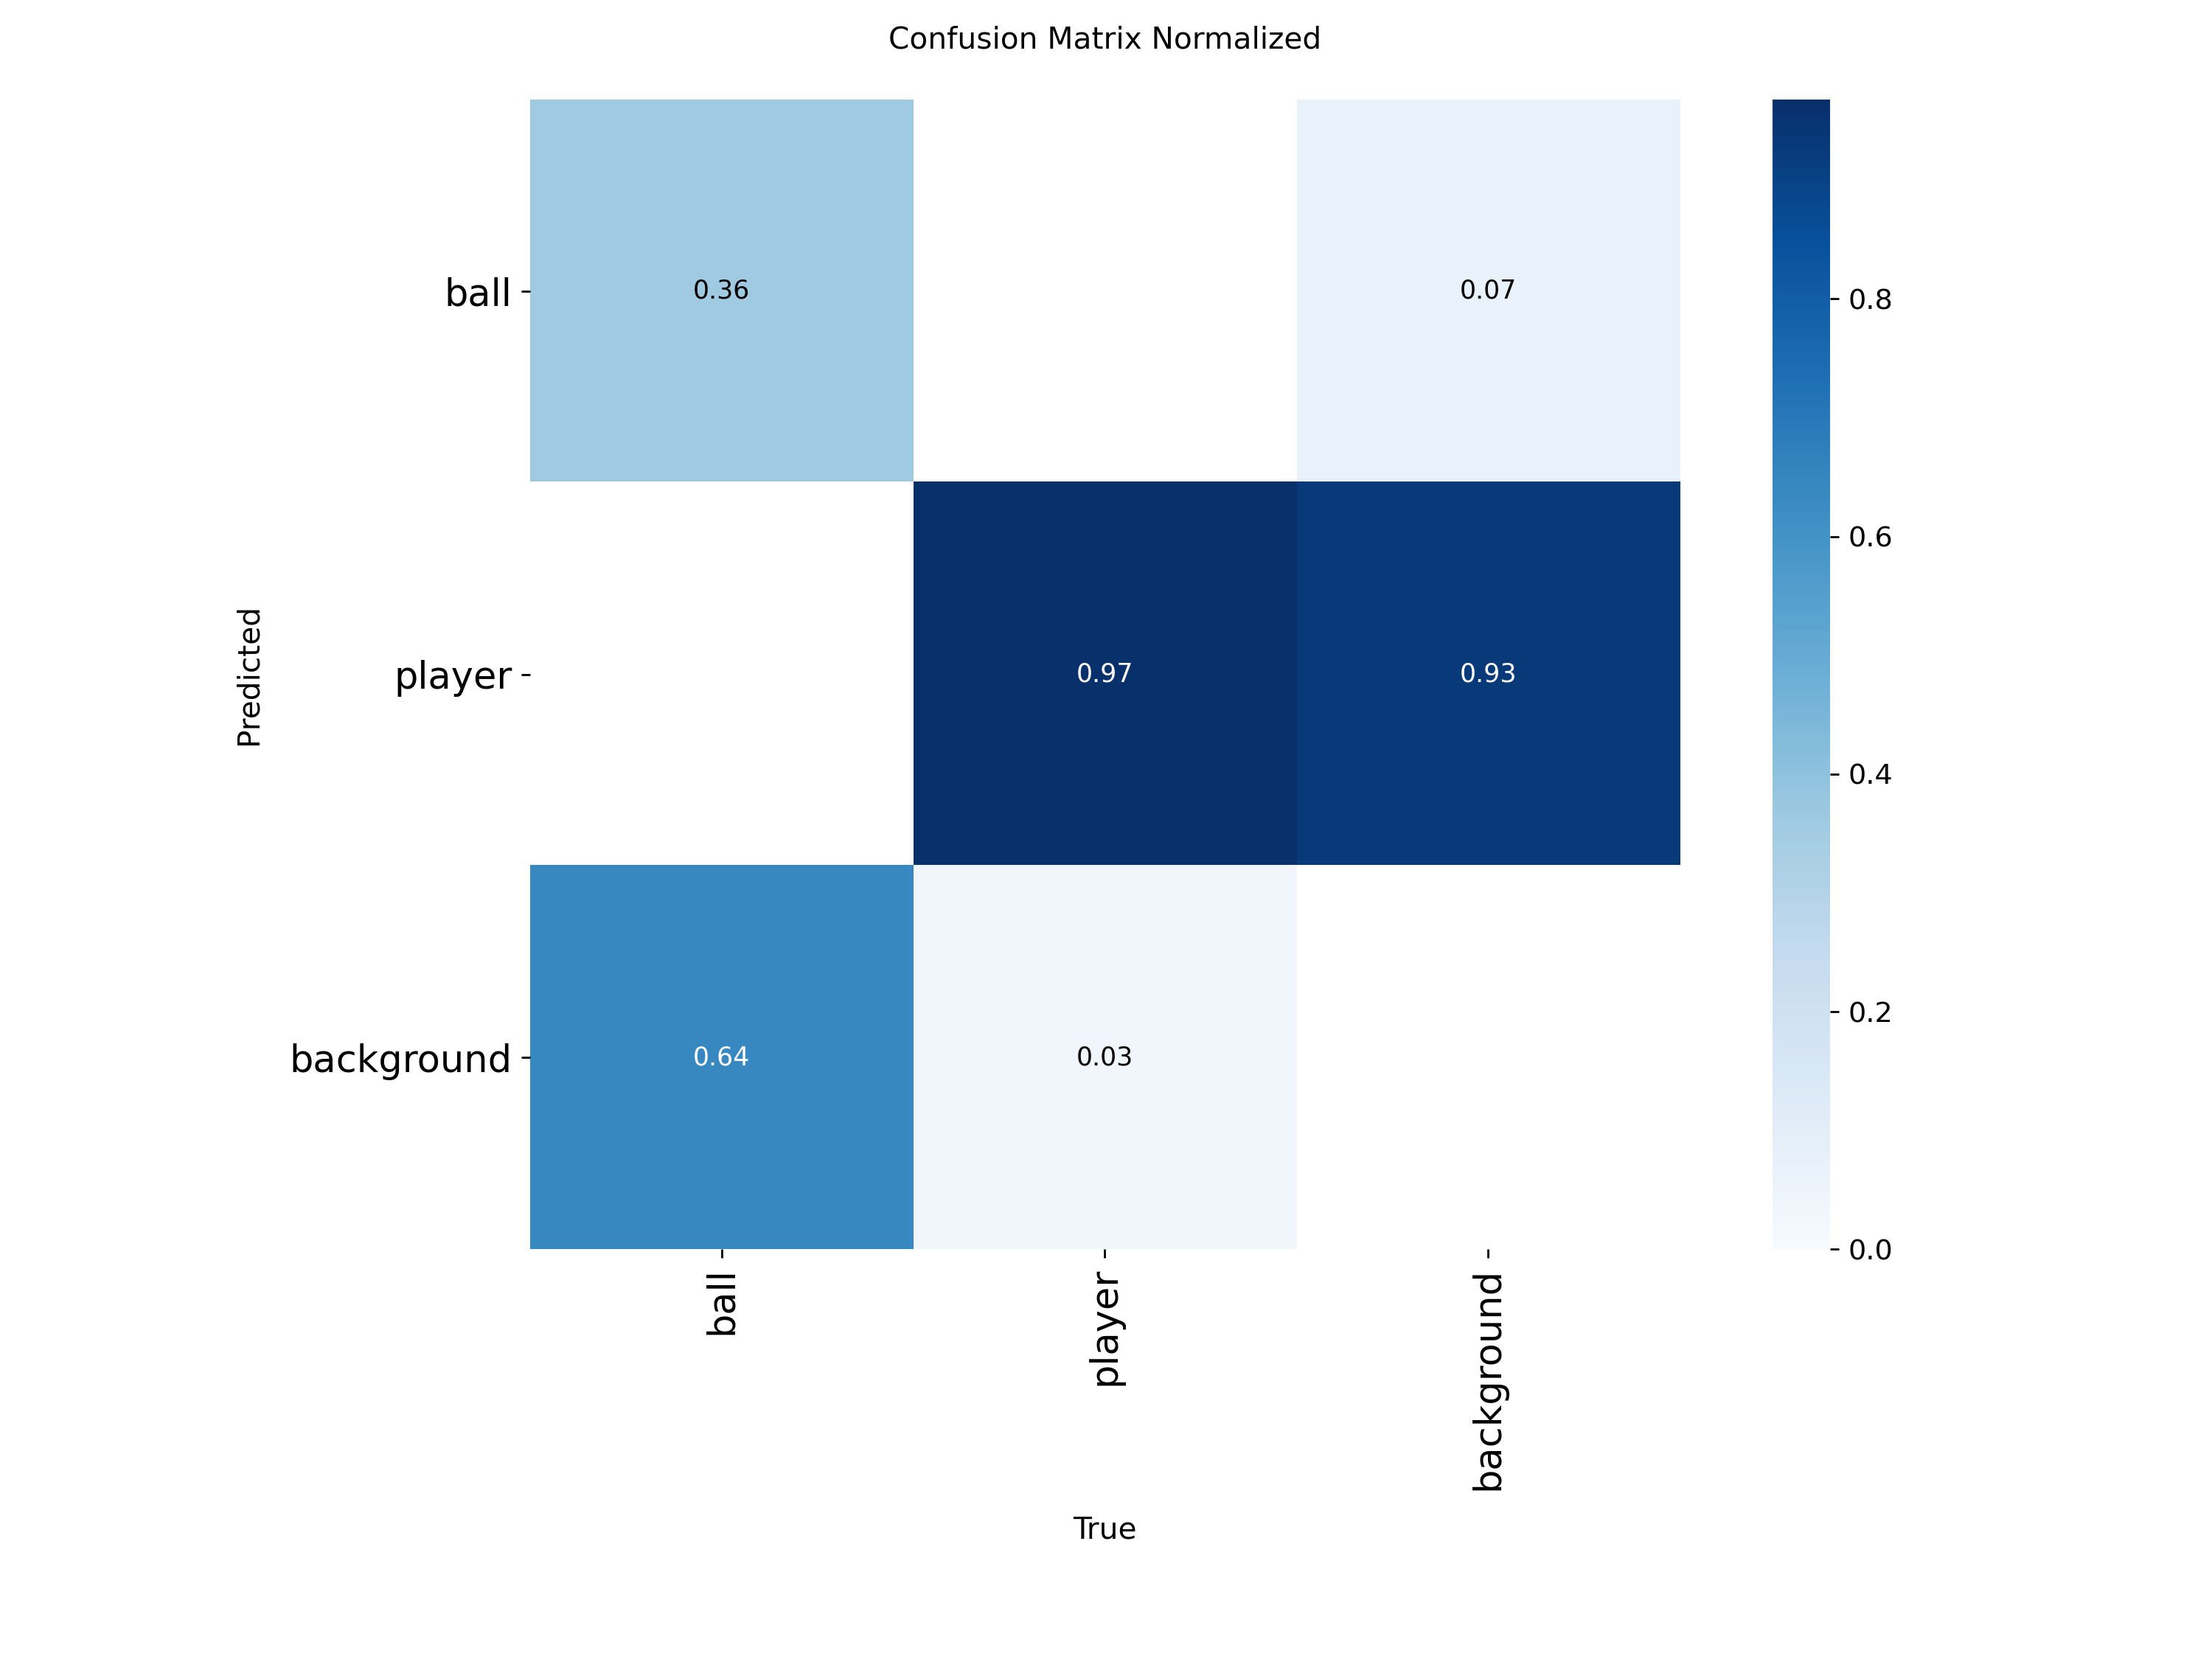 Confusion Matrix Normalized
ball
0.36
0.07
0.8
0.6
Predicted
player
0.97
0.93
0.4
background
0.64
0.03
0.2
0.0
ball
player
background
True